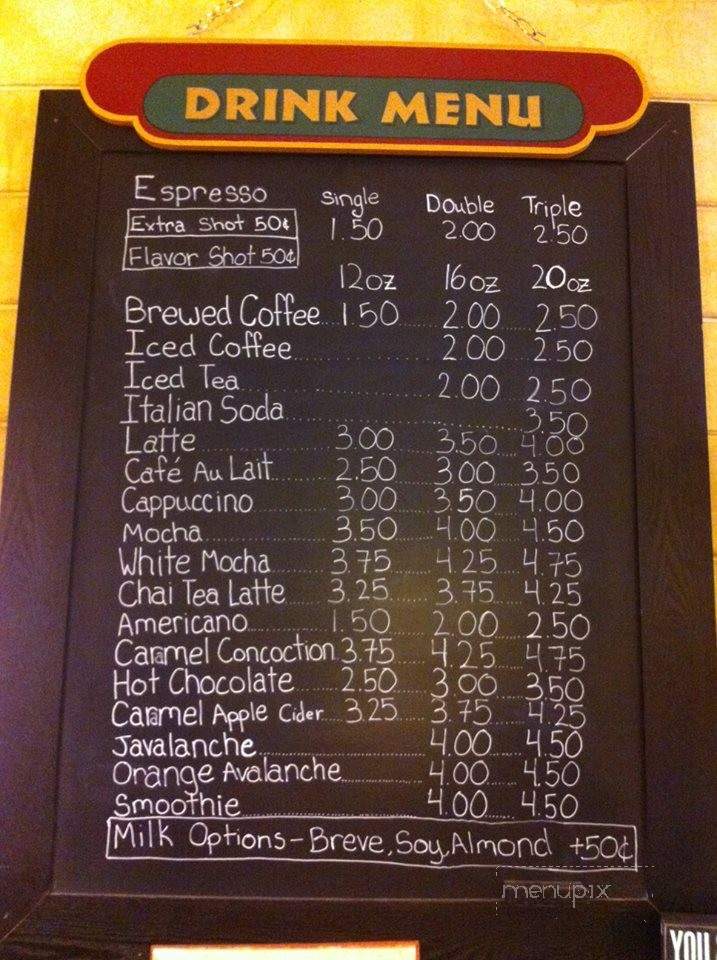 DRINK MENU
Espresso single Double Triple
Extra Shot 50¢ 1.50 2.00 2.50
Flavor Shot 50¢
12oz 16oz 20oz
Brewed Coffee 1.50 2.00 2.50
Iced Coffee 2.00 2.50
Iced Tea 2.00 2.50
Italian Soda 3.50
Latte 3.00 3.50 4.00
Café Au Lait 2.50 3.00 3.50
Cappuccino 3.00 3.50 4.00
Mocha 3.50 4.00 4.50
White Mocha 3.75 4.25 4.75
Chai Tea Latte 3.25 3.75 4.25
Americano 1.50 2.00 2.50
Caramel Concoction 3.75 4.25 4.75
Hot Chocolate 2.50 3.00 3.50
Caramel Apple Cider 3.25 3.75 4.25
Javalanche 4.00 4.50
Orange Avalanche 4.00 4.50
Smoothie 4.00 4.50
Milk Options - Breve, Soy, Almond +50¢
menupix
YOU